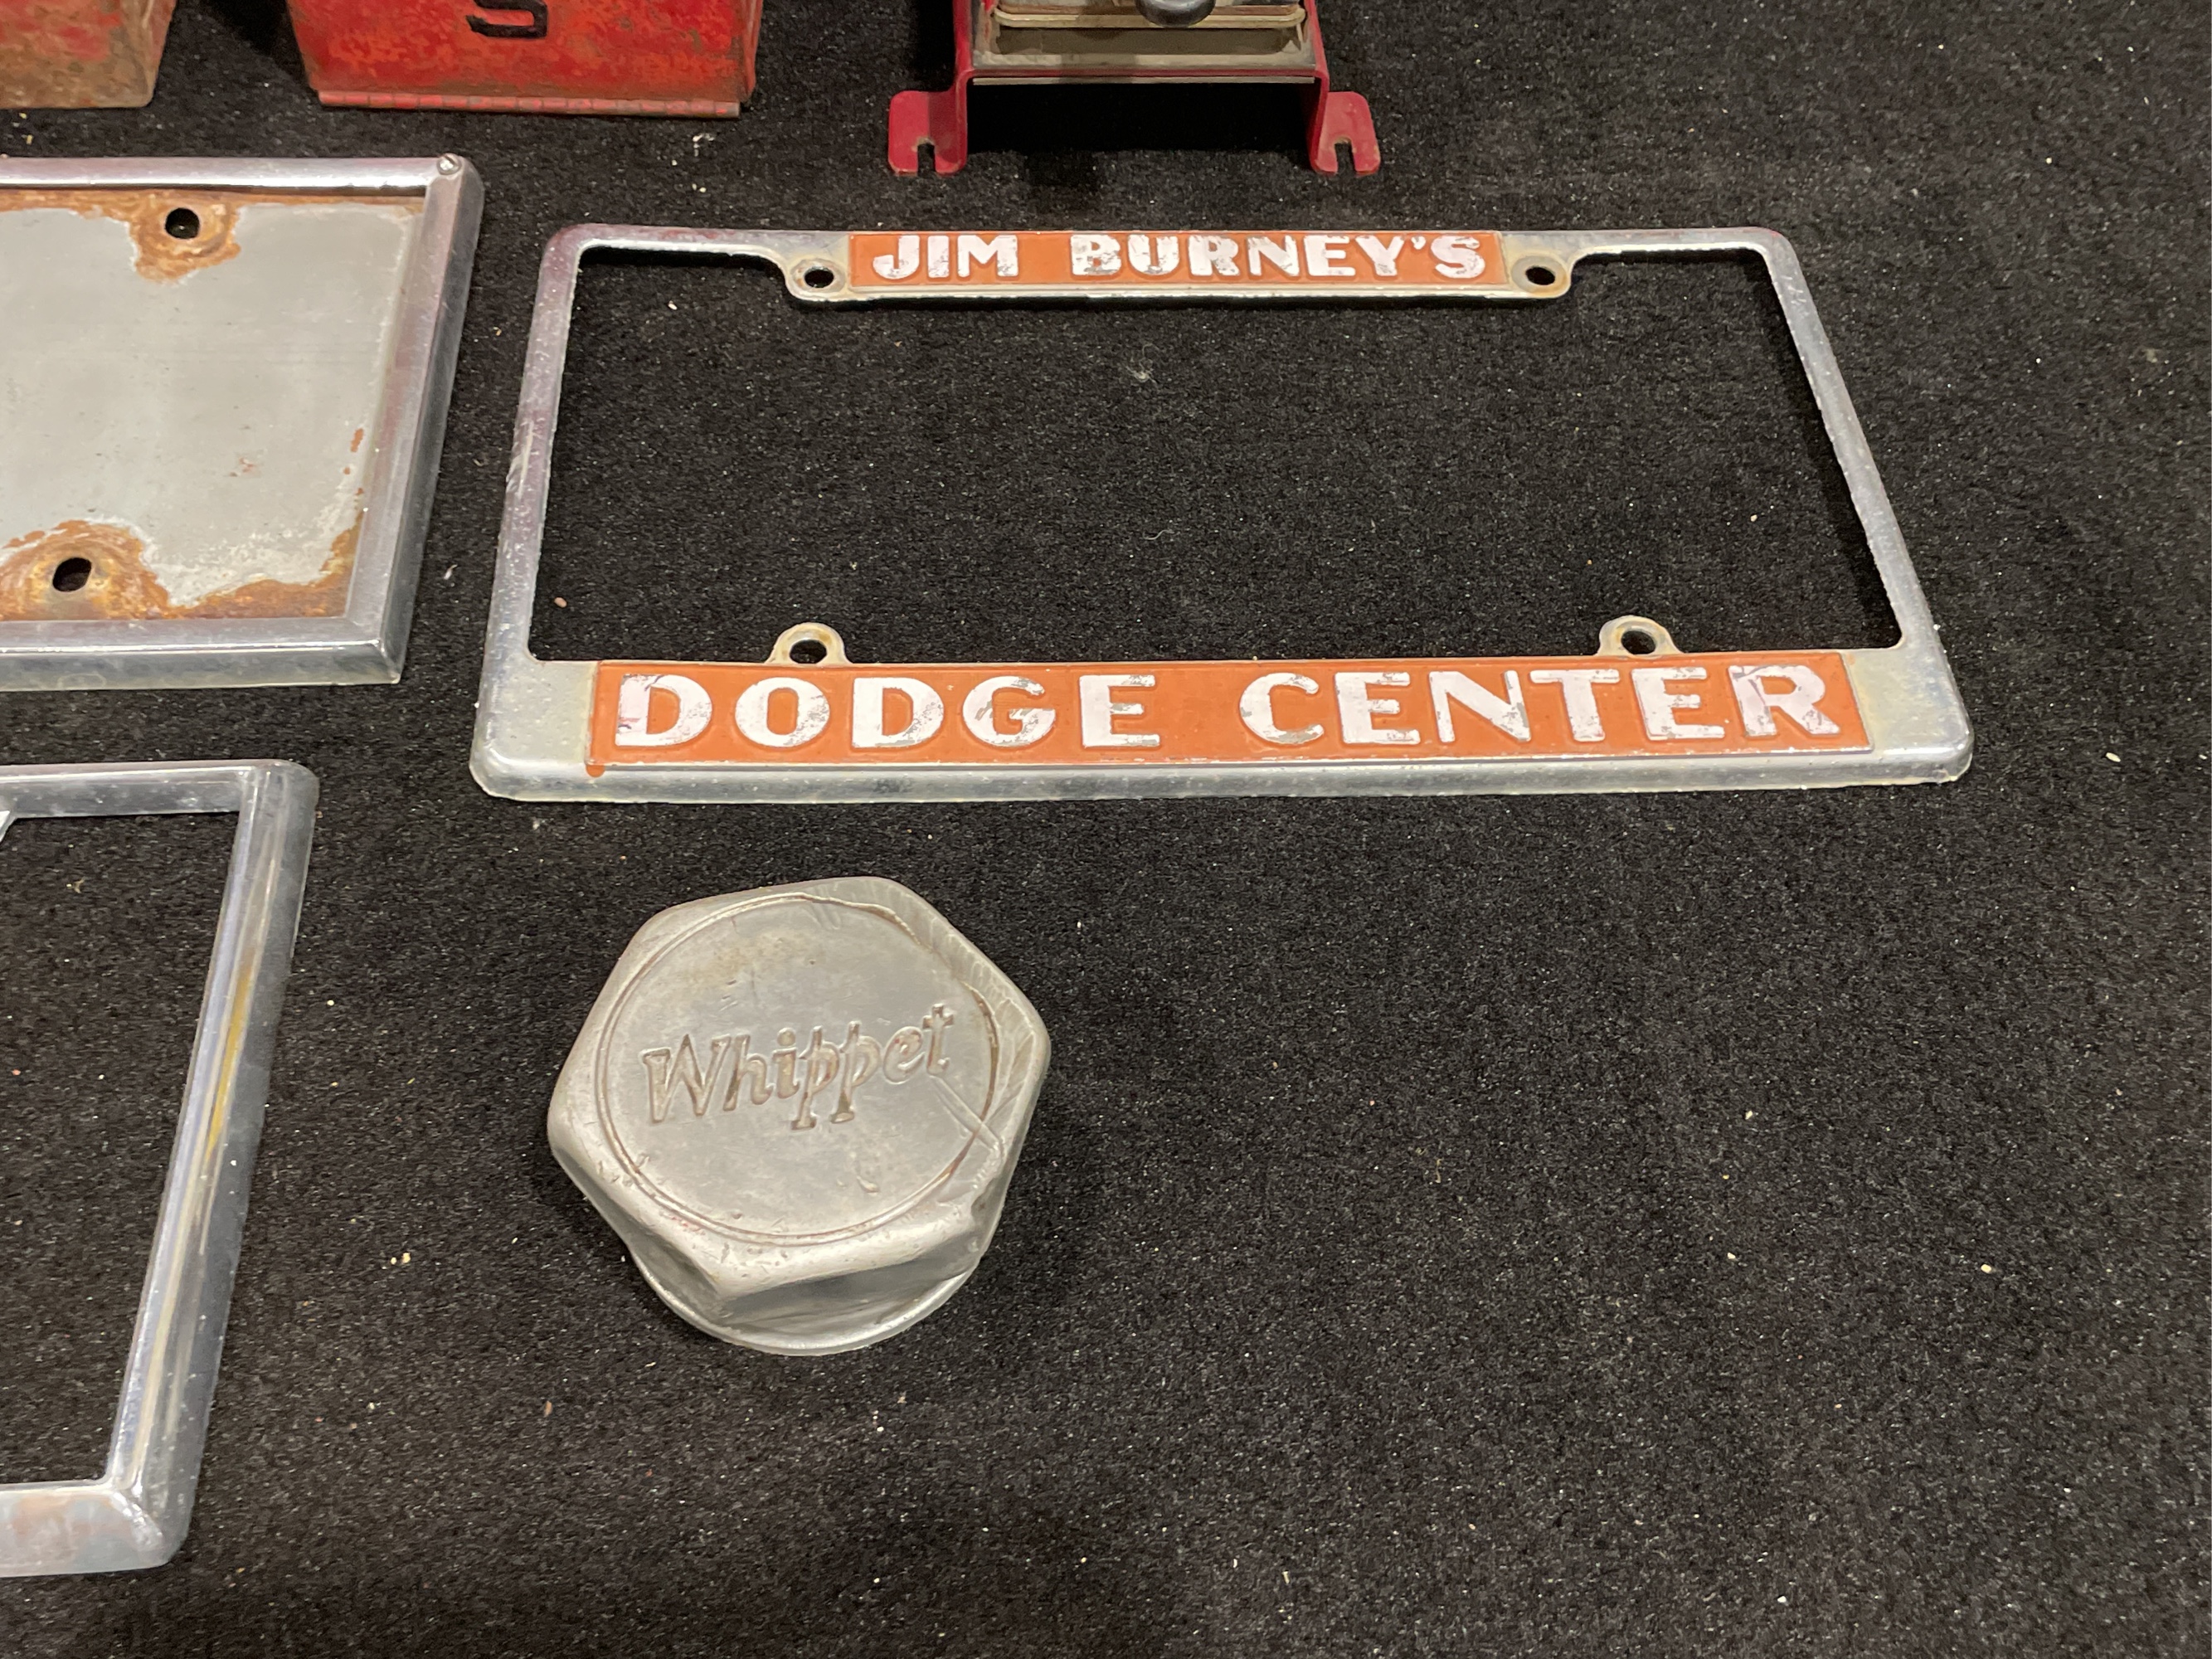 S
JIM BURNEY'S
DODGE CENTER
Whippet